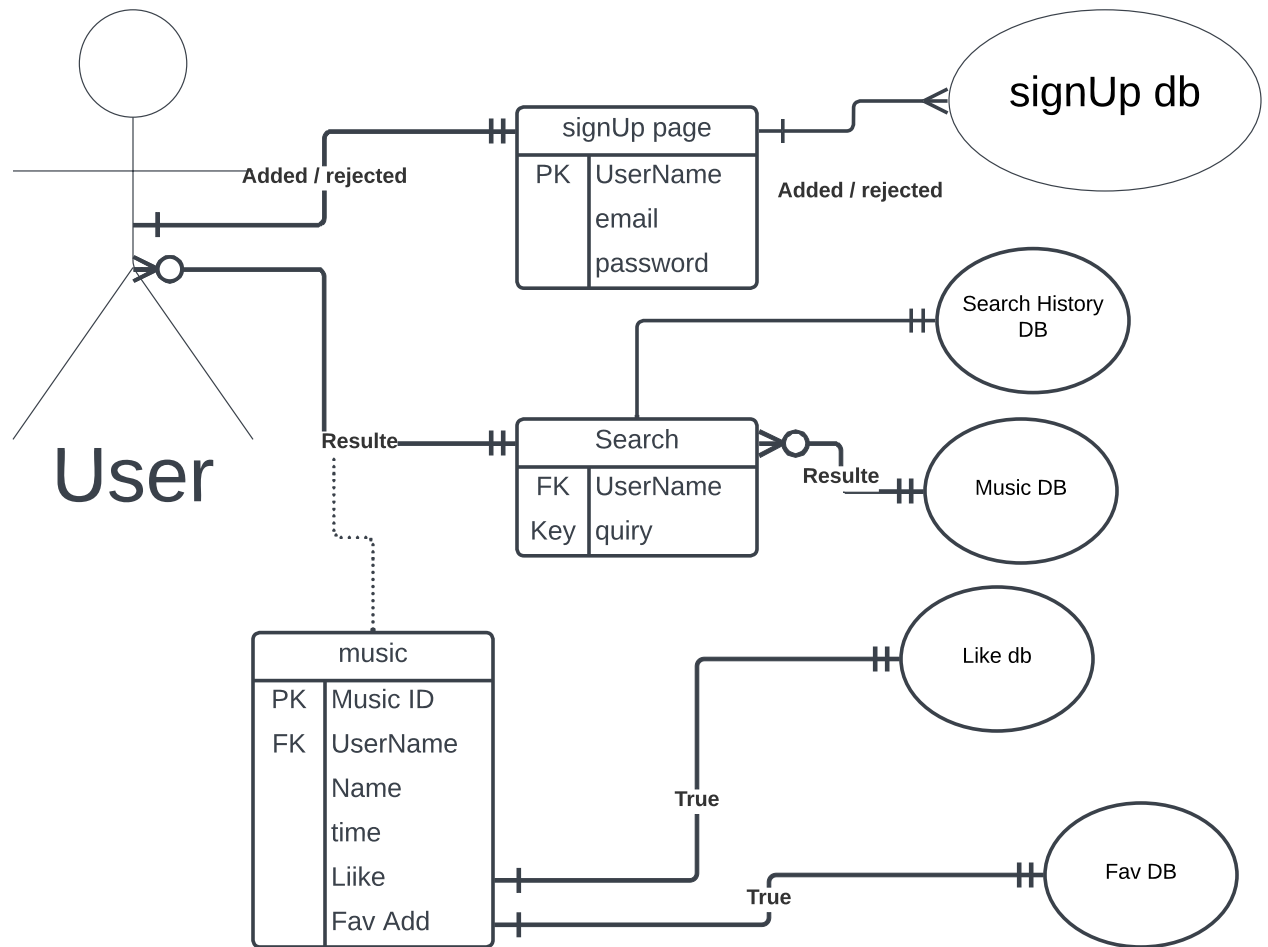 signUp db
signUp page
PK UserName
email
password
Added / rejected
Added / rejected
Search History
DB
User
Resulte
Search
FK UserName
Key quiry
Resulte
Music DB
music
PK Music ID
FK UserName
Name
time
Liike
Fav Add
Like db
True
Fav DB
True